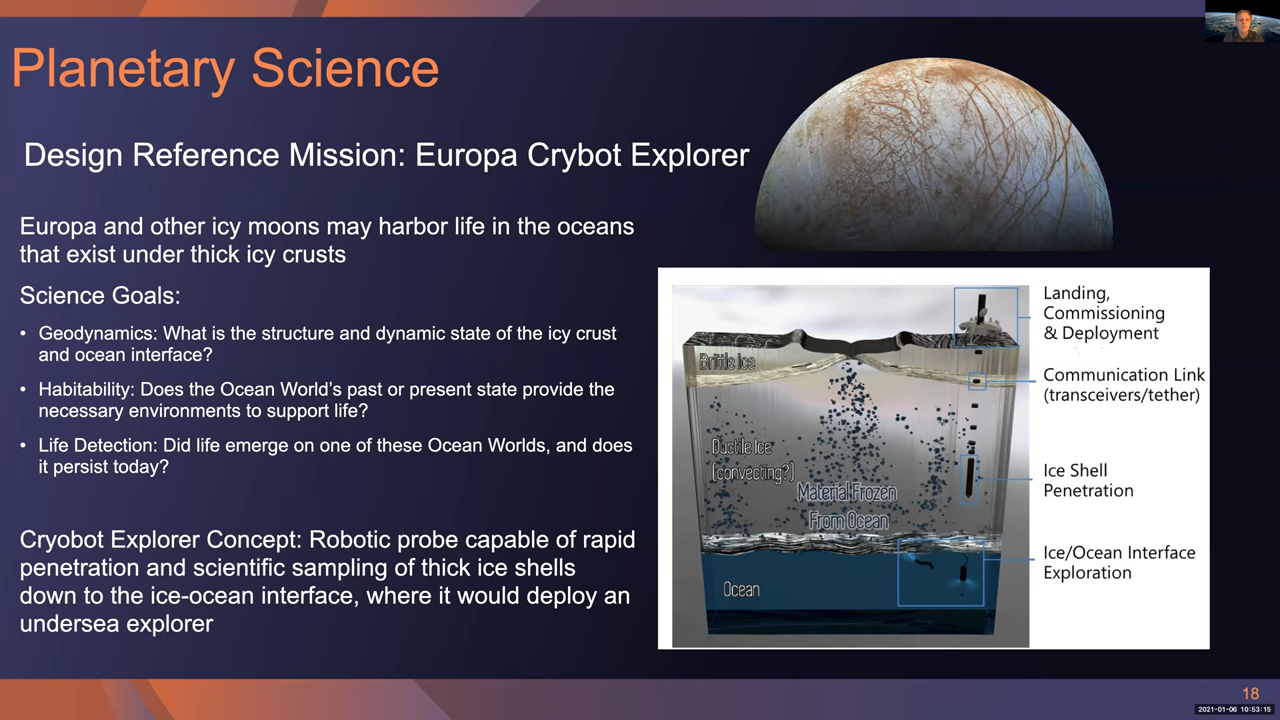 Planetary Science
Design Reference Mission: Europa Crybot Explorer
Europa and other icy moons may harbor life in the oceans
that exist under thick icy crusts
Science Goals:
• Geodynamics: What is the structure and dynamic state of the icy crust
and ocean interface?
• Habitability: Does the Ocean World's past or present state provide the
necessary environments to support life?
• Life Detection: Did life emerge on one of these Ocean Worlds, and does
it persist today?
Cryobot Explorer Concept: Robotic probe capable of rapid
penetration and scientific sampling of thick ice shells
down to the ice-ocean interface, where it would deploy an
undersea explorer
Brittle Ice
Ductile Ice
(convecting?)
Material Frozen
From Ocean
Ocean
Landing,
Commissioning
& Deployment
Communication Link
(transceivers/tether)
Ice Shell
Penetration
Ice/Ocean Interface
Exploration
18
2021-01-06 10:53:15